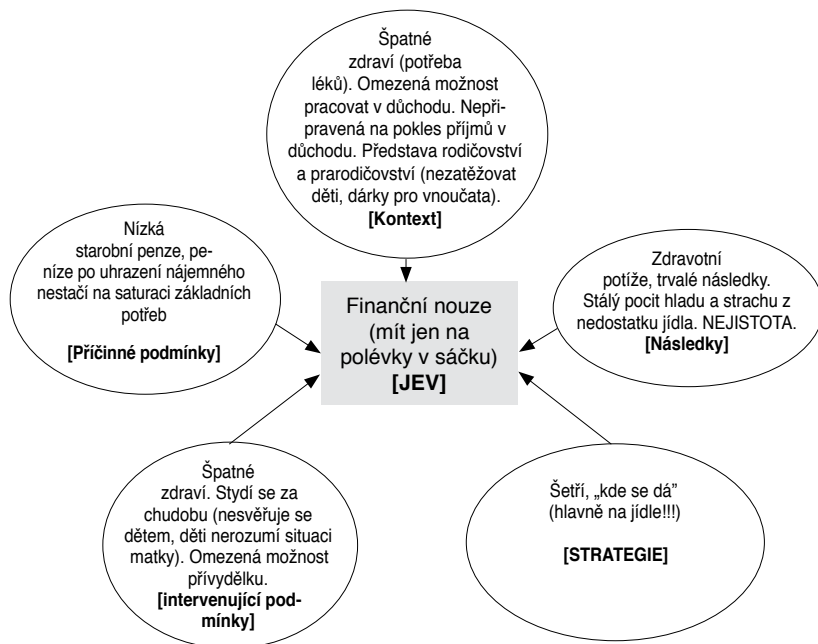 Špatné
zdraví (potřeba
léků). Omezená možnost
pracovat v důchodu. Nepři-
pravená na pokles příjmů v
důchodu. Představa rodičovství
a prarodičovství (nezatěžovat
děti, dárky pro vnoučata).
[Kontext]
Nízká
starobní penze, pe-
níze po uhrazení nájemného
nestačí na saturaci základních
potřeb
[Příčinné podmínky]
Finanční nouze
(mít jen na
polévky v sáčku)
[JEV]
Zdravotní
potíže, trvalé následky.
Stálý pocit hladu a strachu z
nedostatku jídla. NEJISTOTA.
[Následky]
Špatné
zdraví. Stydí se za
chudobu (nesvěřuje se
dětem, děti nerozumí situaci
matky). Omezená možnost
přívydělku.
[intervenující pod-
mínky]
Šetří, „kde se dá”
(hlavně na jídle!!!)
[STRATEGIE]